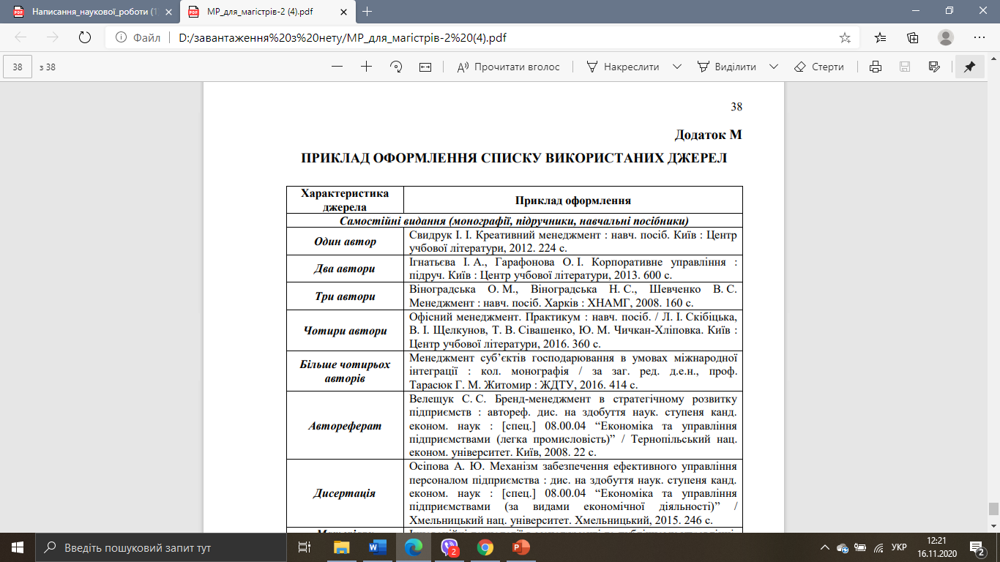 Написання_наукової_роботи (1
МР_для_магістрів-2 (4).pdf
Файл
D:/завантаження%20з%20нету/МР_для_магістрів-2%20(4).pdf
38
з 38
Прочитати вголос
Накреслити
Виділити
Стерти
38
Додаток М
ПРИКЛАД ОФОРМЛЕННЯ СПИСКУ ВИКОРИСТАНИХ ДЖЕРЕЛ
Характеристика
джерела
Приклад оформлення
Самостійні видання (монографії, підручники, навчальні посібники)
Один автор
Свидрук І. І. Креативний менеджмент : навч. посіб. Київ : Центр
учбової літератури, 2012. 224 с.
Два автори
Ігнатьєва І. А., Гарафонова О. І. Корпоративне управління :
підруч. Київ : Центр учбової літератури, 2013. 600 с.
Три автори
Віноградська О. М., Віноградська Н. С., Шевченко В. С.
Менеджмент : навч. посіб. Харків : ХНАМГ, 2008. 160 с.
Чотири автори
Офісний менеджмент. Практикум : навч. посіб. / Л. І. Скібіцька,
В. І. Щелкунов, Т. В. Сівашенко, Ю. М. Чичкан-Хліповка. Київ :
Центр учбової літератури, 2016. 360 с.
Більше чотирьох
авторів
Менеджмент суб’єктів господарювання в умовах міжнародної
інтеграції : кол. монографія / за заг. ред. д.е.н., проф.
Тарасюк Г. М. Житомир : ЖДТУ, 2016. 414 с.
Автореферат
Велещук С. С. Бренд-менеджмент в стратегічному розвитку
підприємств : автореф. дис. на здобуття наук. ступеня канд.
економ. наук : [спец.] 08.00.04 “Економіка та управління
підприємствами (легка промисловість)” / Тернопільський нац.
економ. університет. Київ, 2008. 22 с.
Дисертація
Осіпова А. Ю. Механізм забезпечення ефективного управління
персоналом підприємства : дис. на здобуття наук. ступеня канд.
економ. наук : [спец.] 08.00.04 “Економіка та управління
підприємствами (за видами економічної діяльності)” /
Хмельницький нац. університет. Хмельницький, 2015. 246 с.
Введіть пошуковий запит тут
2
УКР
12:21
16.11.2020
2